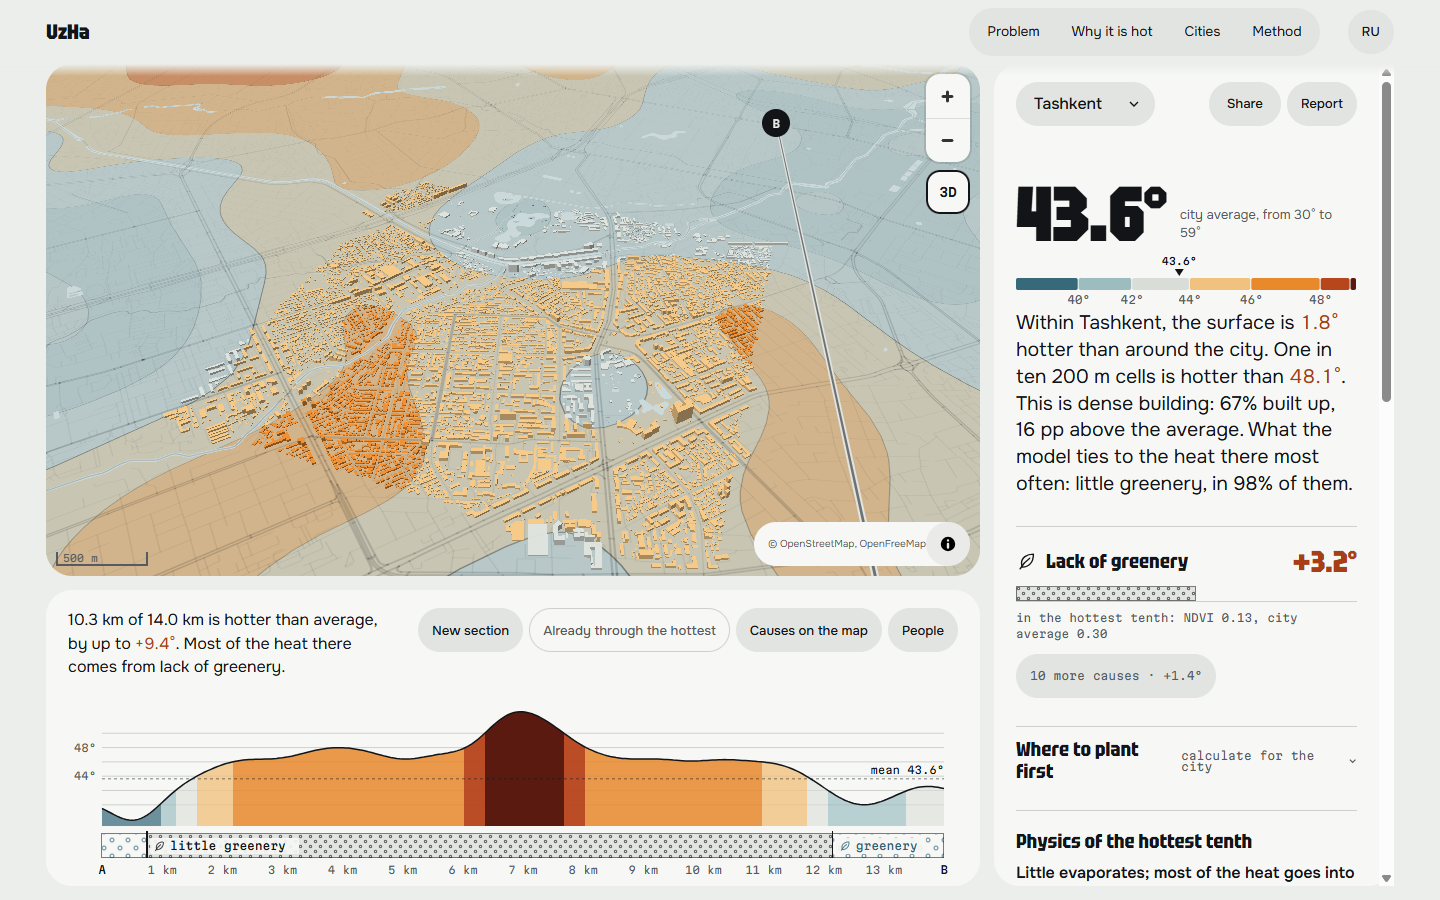 UzHa
Problem
Why it is hot
Cities
Method
RU
B
+
−
3D
500 m
© OpenStreetMap, OpenFreeMap
Tashkent
Share
Report
43.6°
city average, from 30° to
59°
43.6°
40° 42° 44° 46° 48°
Within Tashkent, the surface is 1.8°
hotter than around the city. One in
ten 200 m cells is hotter than 48.1°.
This is dense building: 67% built up,
16 pp above the average. What the
model ties to the heat there most
often: little greenery, in 98% of them.
Lack of greenery
+3.2°
in the hottest tenth: NDVI 0.13, city
average 0.30
10 more causes · +1.4°
Where to plant
first
calculate for the
city
Physics of the hottest tenth
Little evaporates; most of the heat goes into
10.3 km of 14.0 km is hotter than average,
by up to +9.4°. Most of the heat there
comes from lack of greenery.
New section
Already through the hottest
Causes on the map
People
48°
44°
mean 43.6°
little greenery
greenery
A 1 km 2 km 3 km 4 km 5 km 6 km 7 km 8 km 9 km 10 km 11 km 12 km 13 km B